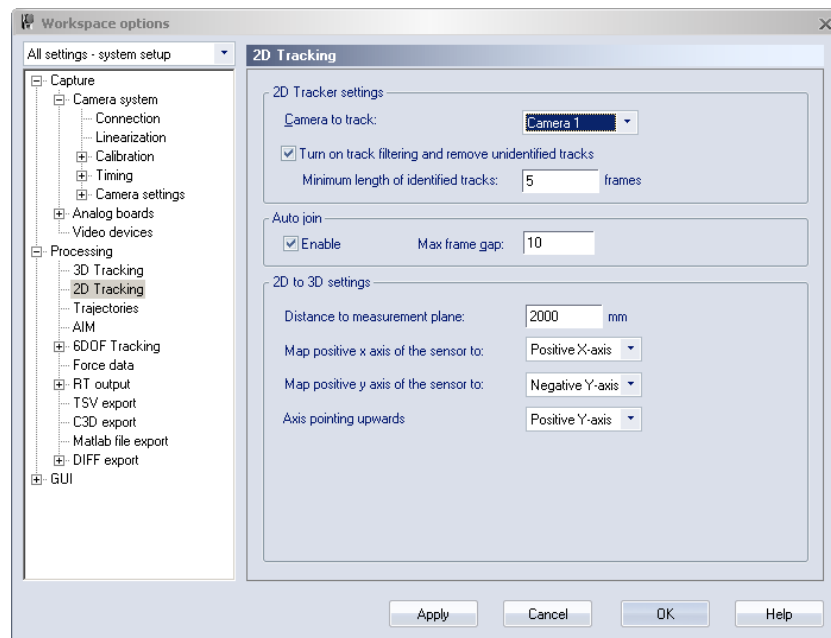 Workspace options
All settings - system setup
Capture
Camera system
Connection
Linearization
Calibration
Timing
Camera settings
Analog boards
Video devices
Processing
3D Tracking
2D Tracking
Trajectories
AIM
6DOF Tracking
Force data
RT output
TSV export
C3D export
Matlab file export
DIFF export
GUI
2D Tracking
2D Tracker settings
Camera to track: Camera 1
Turn on track filtering and remove unidentified tracks
Minimum length of identified tracks: 5 frames
Auto join
Enable Max frame gap: 10
2D to 3D settings
Distance to measurement plane: 2000 mm
Map positive x axis of the sensor to: Positive X-axis
Map positive y axis of the sensor to: Negative Y-axis
Axis pointing upwards Positive Y-axis
Apply Cancel OK Help